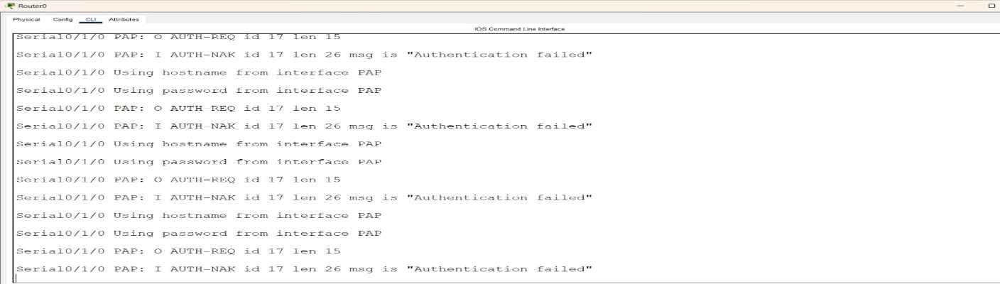 Router0
Physical Config CLI Attributes
IOS Command Line Interface
Serial0/1/0 PAP: O AUTH-REQ id 17 len 15
Serial0/1/0 PAP: I AUTH-NAK id 17 len 26 msg is "Authentication failed"
Serial0/1/0 Using hostname from interface PAP
Serial0/1/0 Using password from interface PAP
Serial0/1/0 PAP: O AUTH-REQ id 17 len 15
Serial0/1/0 PAP: I AUTH-NAK id 17 len 26 msg is "Authentication failed"
Serial0/1/0 Using hostname from interface PAP
Serial0/1/0 Using password from interface PAP
Serial0/1/0 PAP: O AUTH-REQ id 17 len 15
Serial0/1/0 PAP: I AUTH-NAK id 17 len 26 msg is "Authentication failed"
Serial0/1/0 Using hostname from interface PAP
Serial0/1/0 Using password from interface PAP
Serial0/1/0 PAP: O AUTH-REQ id 17 len 15
Serial0/1/0 PAP: I AUTH-NAK id 17 len 26 msg is "Authentication failed"